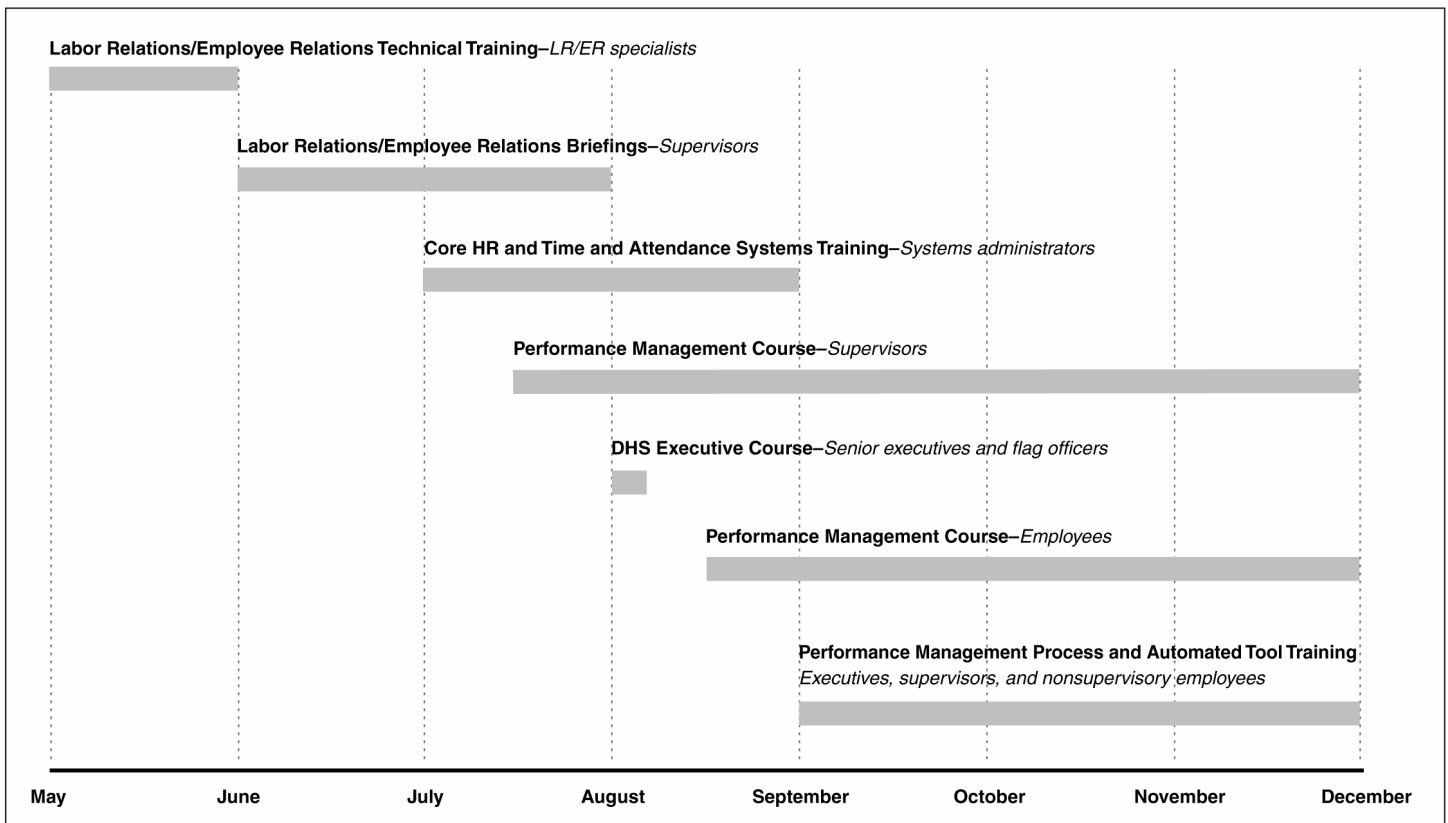 Labor Relations/Employee Relations Technical Training–LR/ER specialists
Labor Relations/Employee Relations Briefings–Supervisors
Core HR and Time and Attendance Systems Training–Systems administrators
Performance Management Course–Supervisors
DHS Executive Course–Senior executives and flag officers
Performance Management Course–Employees
Performance Management Process and Automated Tool Training
Executives, supervisors, and nonsupervisory employees
May June July August September October November December